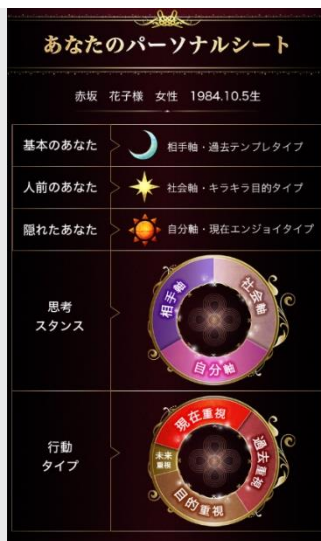 あなたのパーソナルシート
赤坂 花子様 女性 1984.10.5生
基本のあなた
相手軸・過去テンプレタイプ
人前のあなた
社会軸・キラキラ目的タイプ
隠れたあなた
自分軸・現在エンジョイタイプ
思考
スタンス
相手軸
社会軸
自分軸
行動
タイプ
現在重視
未来
重視
過去重視
目的重視